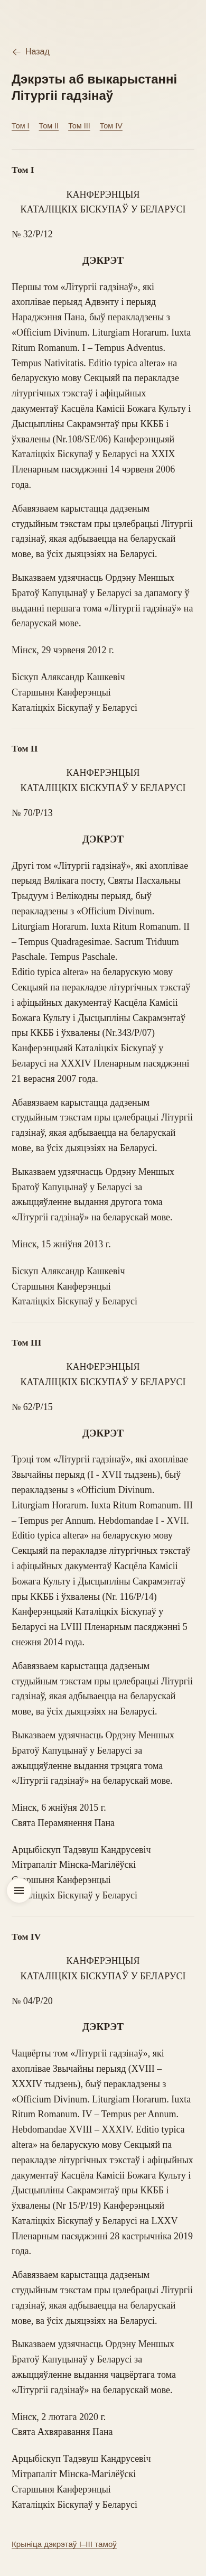 Назад
Дэкрэты аб выкарыстанні
Літургіі гадзінаў
Том I Том II Том III Том IV
Том I
КАНФЕРЭНЦЫЯ
КАТАЛІЦКІХ БІСКУПАЎ У БЕЛАРУСІ
№ 32/Р/12
ДЭКРЭТ
Першы том «Літургіі гадзінаў», які
ахоплівае перыяд Адвэнту і перыяд
Нараджэння Пана, быў перакладзены з
«Officium Divinum. Liturgiam Horarum. Iuxta
Ritum Romanum. I – Tempus Adventus.
Tempus Nativitatis. Editio typica altera» на
беларускую мову Секцыяй па перакладзе
літургічных тэкстаў і афіцыйных
дакументаў Касцёла Камісіі Божага Культу і
Дысцыпліны Сакрамэнтаў пры ККББ і
ўхвалены (Nr.108/SE/06) Канферэнцыяй
Каталіцкіх Біскупаў у Беларусі на XXIX
Пленарным пасяджэнні 14 чэрвеня 2006
года.
Абавязваем карыстацца дадзеным
студыйным тэкстам пры цэлебрацыі Літургіі
гадзінаў, якая адбываецца на беларускай
мове, ва ўсіх дыяцэзіях на Беларусі.
Выказваем удзячнасць Ордэну Меншых
Братоў Капуцынаў у Беларусі за дапамогу ў
выданні першага тома «Літургіі гадзінаў» на
беларускай мове.
Мінск, 29 чэрвеня 2012 г.
Біскуп Аляксандр Кашкевіч
Старшыня Канферэнцыі
Каталіцкіх Біскупаў у Беларусі
Том II
КАНФЕРЭНЦЫЯ
КАТАЛІЦКІХ БІСКУПАЎ У БЕЛАРУСІ
№ 70/Р/13
ДЭКРЭТ
Другі том «Літургіі гадзінаў», які ахоплівае
перыяд Вялікага посту, Святы Пасхальны
Трыдуум і Велікодны перыяд, быў
перакладзены з «Officium Divinum.
Liturgiam Horarum. Iuxta Ritum Romanum. II
– Tempus Quadragesimae. Sacrum Triduum
Paschale. Tempus Paschale.
Editio typica altera» на беларускую мову
Секцыяй па перакладзе літургічных тэкстаў
і афіцыйных дакументаў Касцёла Камісіі
Божага Культу і Дысцыпліны Сакрамэнтаў
пры ККББ і ўхвалены (Nr.343/P/07)
Канферэнцыяй Каталіцкіх Біскупаў у
Беларусі на XXXIV Пленарным пасяджэнні
21 верасня 2007 года.
Абавязваем карыстацца дадзеным
студыйным тэкстам пры цэлебрацыі Літургіі
гадзінаў, якая адбываецца на беларускай
мове, ва ўсіх дыяцэзіях на Беларусі.
Выказваем удзячнасць Ордэну Меншых
Братоў Капуцынаў у Беларусі за
ажыццяўленне выдання другога тома
«Літургіі гадзінаў» на беларускай мове.
Мінск, 15 жніўня 2013 г.
Біскуп Аляксандр Кашкевіч
Старшыня Канферэнцыі
Каталіцкіх Біскупаў у Беларусі
Том III
КАНФЕРЭНЦЫЯ
КАТАЛІЦКІХ БІСКУПАЎ У БЕЛАРУСІ
№ 62/Р/15
ДЭКРЭТ
Трэці том «Літургіі гадзінаў», які ахоплівае
Звычайны перыяд (I - XVII тыдзень), быў
перакладзены з «Officium Divinum.
Liturgiam Horarum. Iuxta Ritum Romanum. III
– Tempus per Annum. Hebdomandae I - XVII.
Editio typica altera» на беларускую мову
Секцыяй па перакладзе літургічных тэкстаў
і афіцыйных дакументаў Касцёла Камісіі
Божага Культу і Дысцыпліны Сакрамэнтаў
пры ККББ і ўхвалены (Nr. 116/P/14)
Канферэнцыяй Каталіцкіх Біскупаў у
Беларусі на LVIII Пленарным пасяджэнні 5
снежня 2014 года.
Абавязваем карыстацца дадзеным
студыйным тэкстам пры цэлебрацыі Літургіі
гадзінаў, якая адбываецца на беларускай
мове, ва ўсіх дыяцэзіях на Беларусі.
Выказваем удзячнасць Ордэну Меншых
Братоў Капуцынаў у Беларусі за
ажыццяўленне выдання трэцяга тома
«Літургіі гадзінаў» на беларускай мове.
Мінск, 6 жніўня 2015 г.
Свята Перамянення Пана
Арцыбіскуп Тадэвуш Кандрусевіч
Мітрапаліт Мінска-Магілёўскі
Канферэнцыі
Біскупаў у Беларусі
Том IV
КАНФЕРЭНЦЫЯ
КАТАЛІЦКІХ БІСКУПАЎ У БЕЛАРУСІ
№ 04/Р/20
ДЭКРЭТ
Чацвёрты том «Літургіі гадзінаў», які
ахоплівае Звычайны перыяд (XVIII –
XXXIV тыдзень), быў перакладзены з
«Officium Divinum. Liturgiam Horarum. Iuxta
Ritum Romanum. IV – Tempus per Annum.
Hebdomandae XVIII – XXXIV. Editio typica
altera» на беларускую мову Секцыяй па
перакладзе літургічных тэкстаў і афіцыйных
дакументаў Касцёла Камісіі Божага Культу і
Дысцыпліны Сакрамэнтаў пры ККББ і
ўхвалены (Nr 15/P/19) Канферэнцыяй
Каталіцкіх Біскупаў у Беларусі на LXXV
Пленарным пасяджэнні 28 кастрычніка 2019
года.
Абавязваем карыстацца дадзеным
студыйным тэкстам пры цэлебрацыі Літургіі
гадзінаў, якая адбываецца на беларускай
мове, ва ўсіх дыяцэзіях на Беларусі.
Выказваем удзячнасць Ордэну Меншых
Братоў Капуцынаў у Беларусі за
ажыццяўленне выдання чацвёртага тома
«Літургіі гадзінаў» на беларускай мове.
Мінск, 2 лютага 2020 г.
Свята Ахвяравання Пана
Арцыбіскуп Тадэвуш Кандрусевіч
Мітрапаліт Мінска-Магілёўскі
Старшыня Канферэнцыі
Каталіцкіх Біскупаў у Беларусі
Крыніца дэкрэтаў I–III тамоў